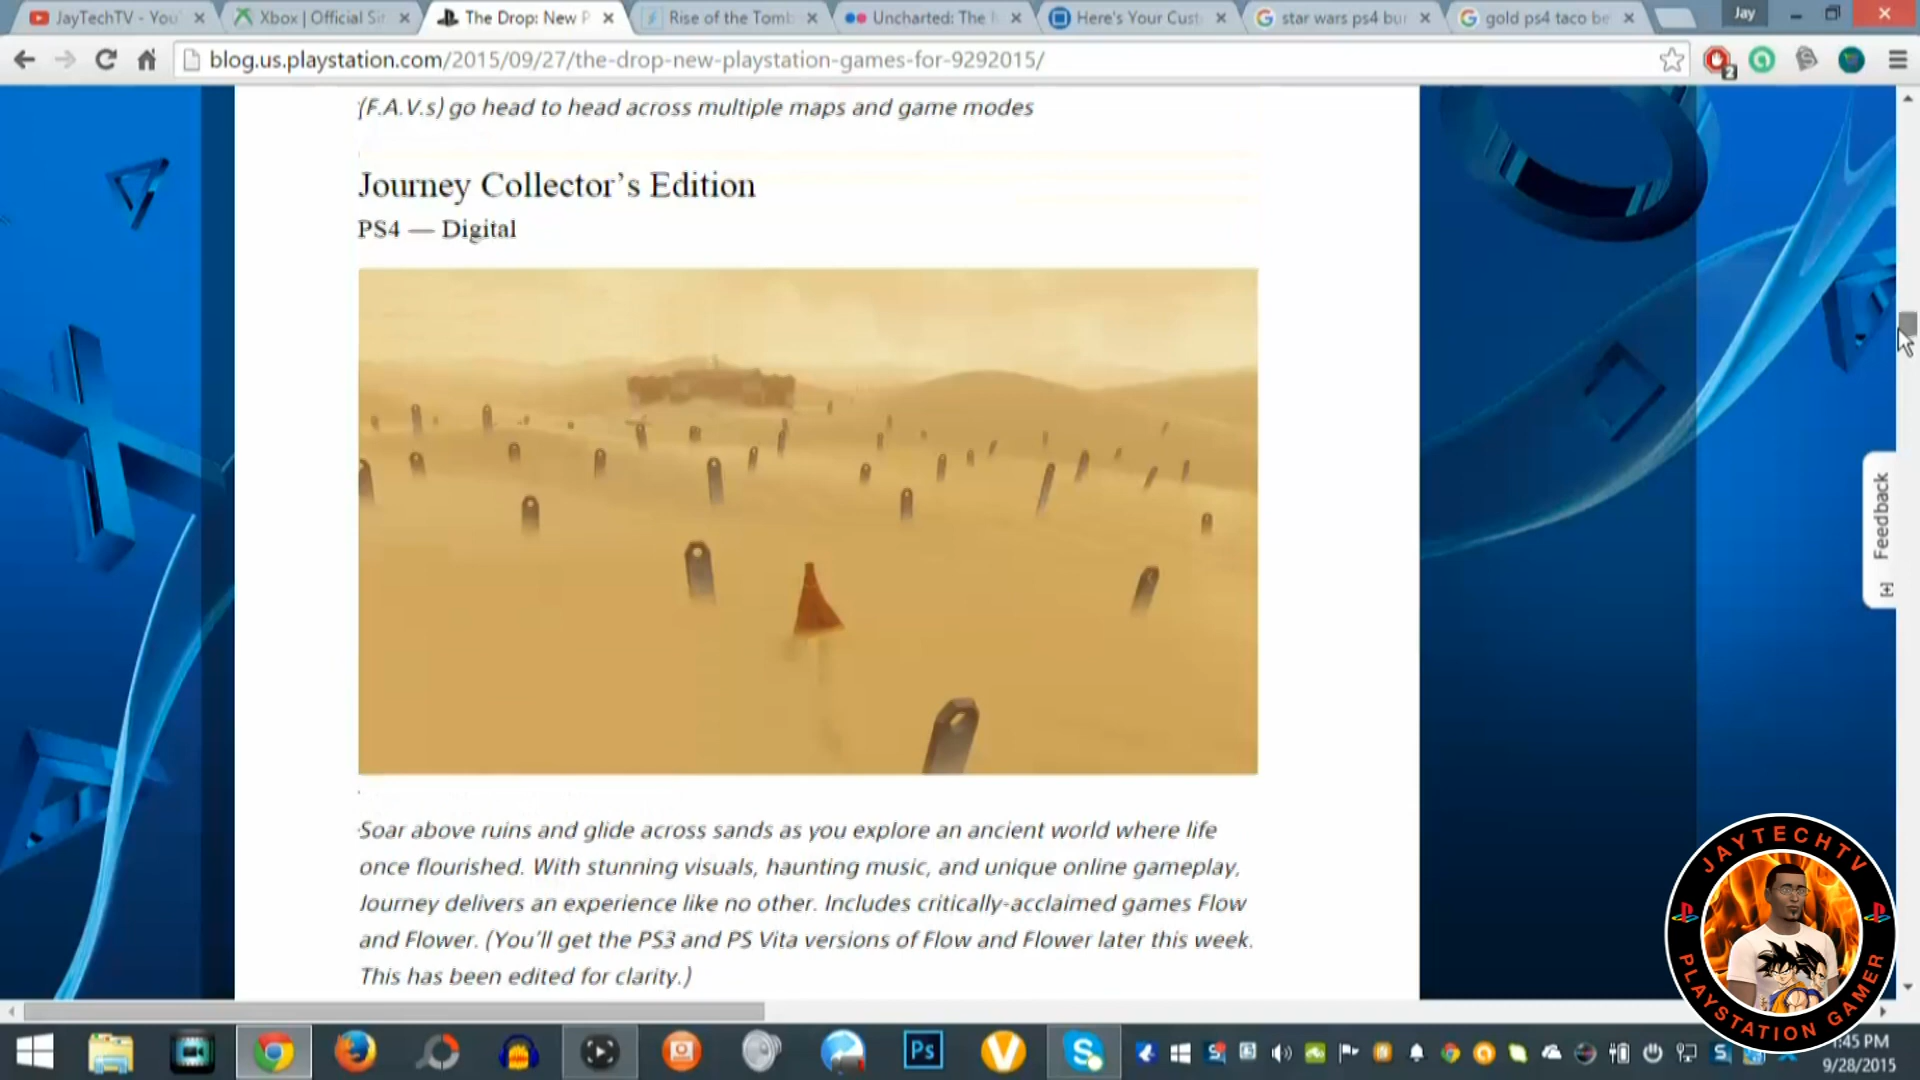 JayTechTV - You
Xbox | Official Sit
The Drop: New P
Rise of the Tomb
Uncharted: The
Here's Your Cust
star wars ps4 bu
gold ps4 taco be
Jay
blog.us.playstation.com/2015/09/27/the-drop-new-playstation-games-for-9292015/
2
(F.A.V.s) go head to head across multiple maps and game modes
Journey Collector’s Edition
PS4 — Digital
Soar above ruins and glide across sands as you explore an ancient world where life
once flourished. With stunning visuals, haunting music, and unique online gameplay,
Journey delivers an experience like no other. Includes critically-acclaimed games Flow
and Flower. (You’ll get the PS3 and PS Vita versions of Flow and Flower later this week.
This has been edited for clarity.)
[+] Feedback
JAYTECHTV
PLAYSTATION GAMER
Ps
:45 PM
9/28/2015